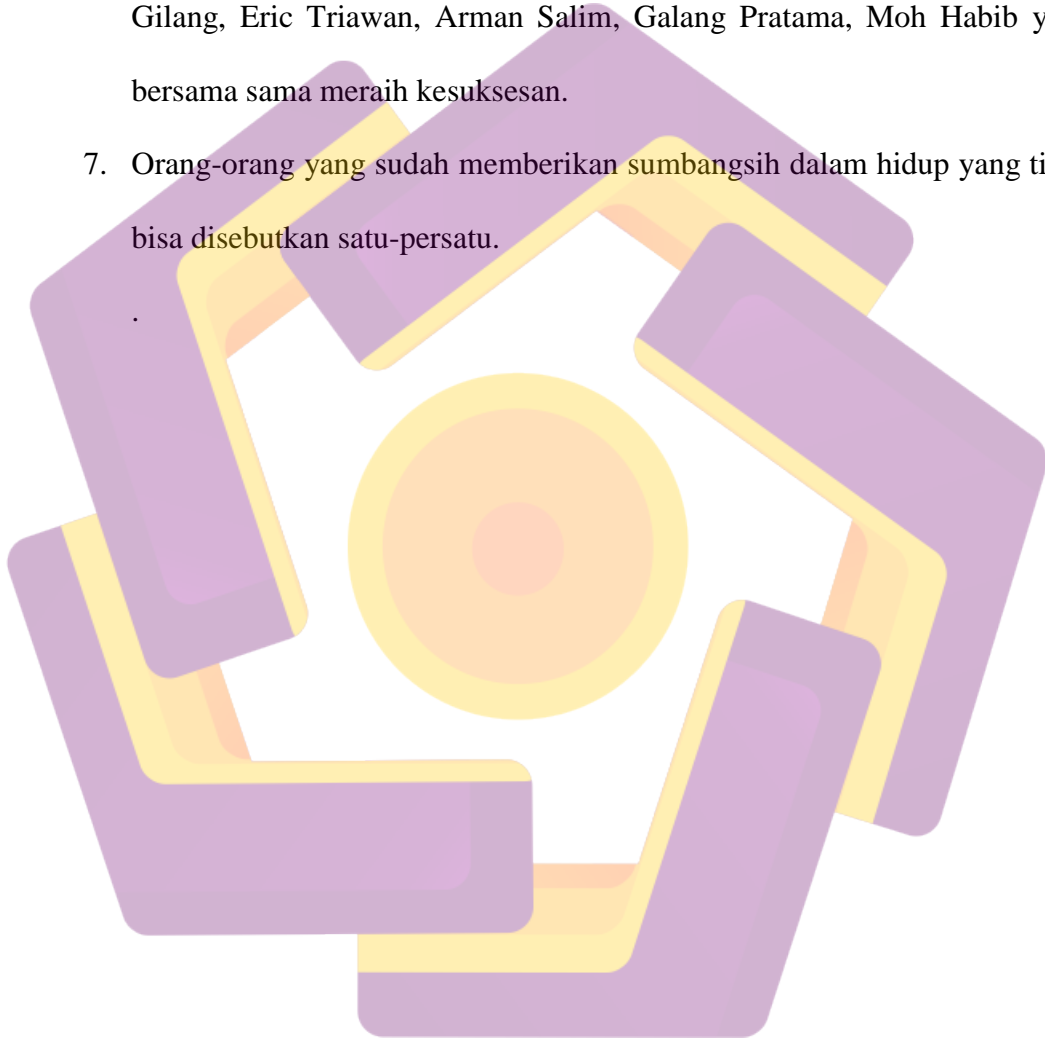 Gilang, Eric Triawan, Arman Salim, Galang Pratama, Moh Habib y
bersama sama meraih kesuksesan.
7. Orang-orang yang sudah memberikan sumbangsih dalam hidup yang ti
bisa disebutkan satu-persatu.
.